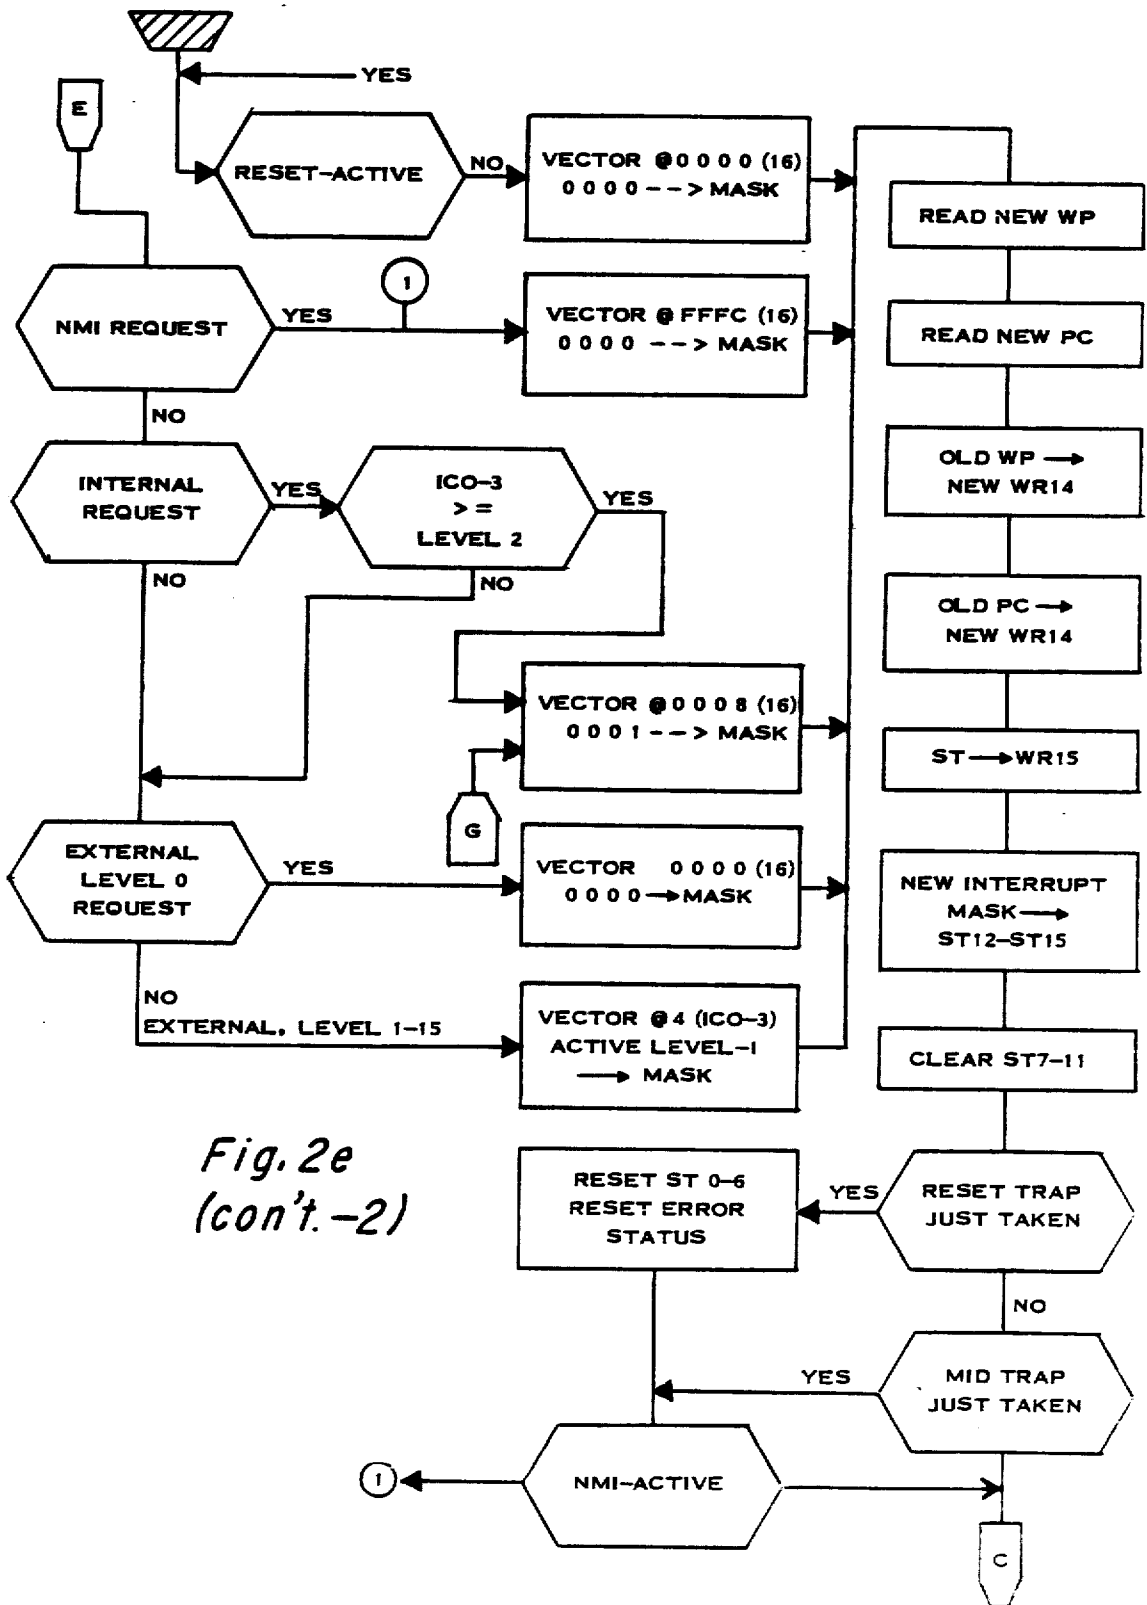 YES
E
RESET-ACTIVE
NO
VECTOR @0000 (16)
0000--> MASK
READ NEW WP
1
NMI REQUEST
YES
VECTOR @ FFFC (16)
0000 --> MASK
READ NEW PC
NO
INTERNAL
REQUEST
YES
ICO-3
>=
LEVEL 2
YES
OLD WP →
NEW WR14
NO
NO
OLD PC →
NEW WR14
VECTOR @0008 (16)
0001--> MASK
ST → WR15
G
EXTERNAL
LEVEL 0
REQUEST
YES
VECTOR 0000 (16)
0000 → MASK
NEW INTERRUPT
MASK →
ST12-ST15
NO
EXTERNAL, LEVEL 1-15
VECTOR @4 (ICO-3)
ACTIVE LEVEL-1
→ MASK
CLEAR ST7-11
Fig. 2e
(con't.-2)
RESET ST 0-6
RESET ERROR
STATUS
YES
RESET TRAP
JUST TAKEN
NO
YES
MID TRAP
JUST TAKEN
1
NMI-ACTIVE
C